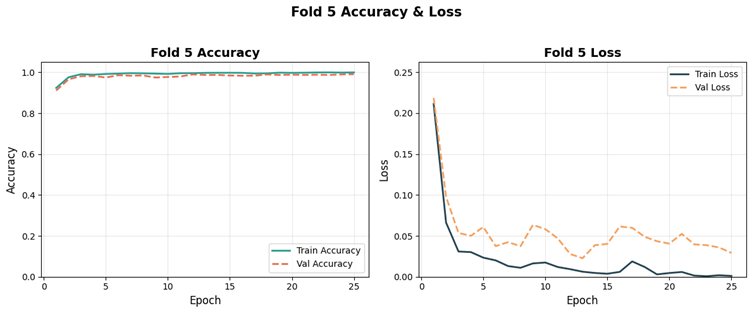 Fold 5 Accuracy & Loss
Fold 5 Accuracy
1.0
0.8
0.6
0.4
0.2
0.0
Accuracy
0
5
10
15
20
25
Epoch
Train Accuracy
Val Accuracy
Fold 5 Loss
0.25
0.20
0.15
0.10
0.05
0.00
Loss
0
5
10
15
20
25
Epoch
Train Loss
Val Loss